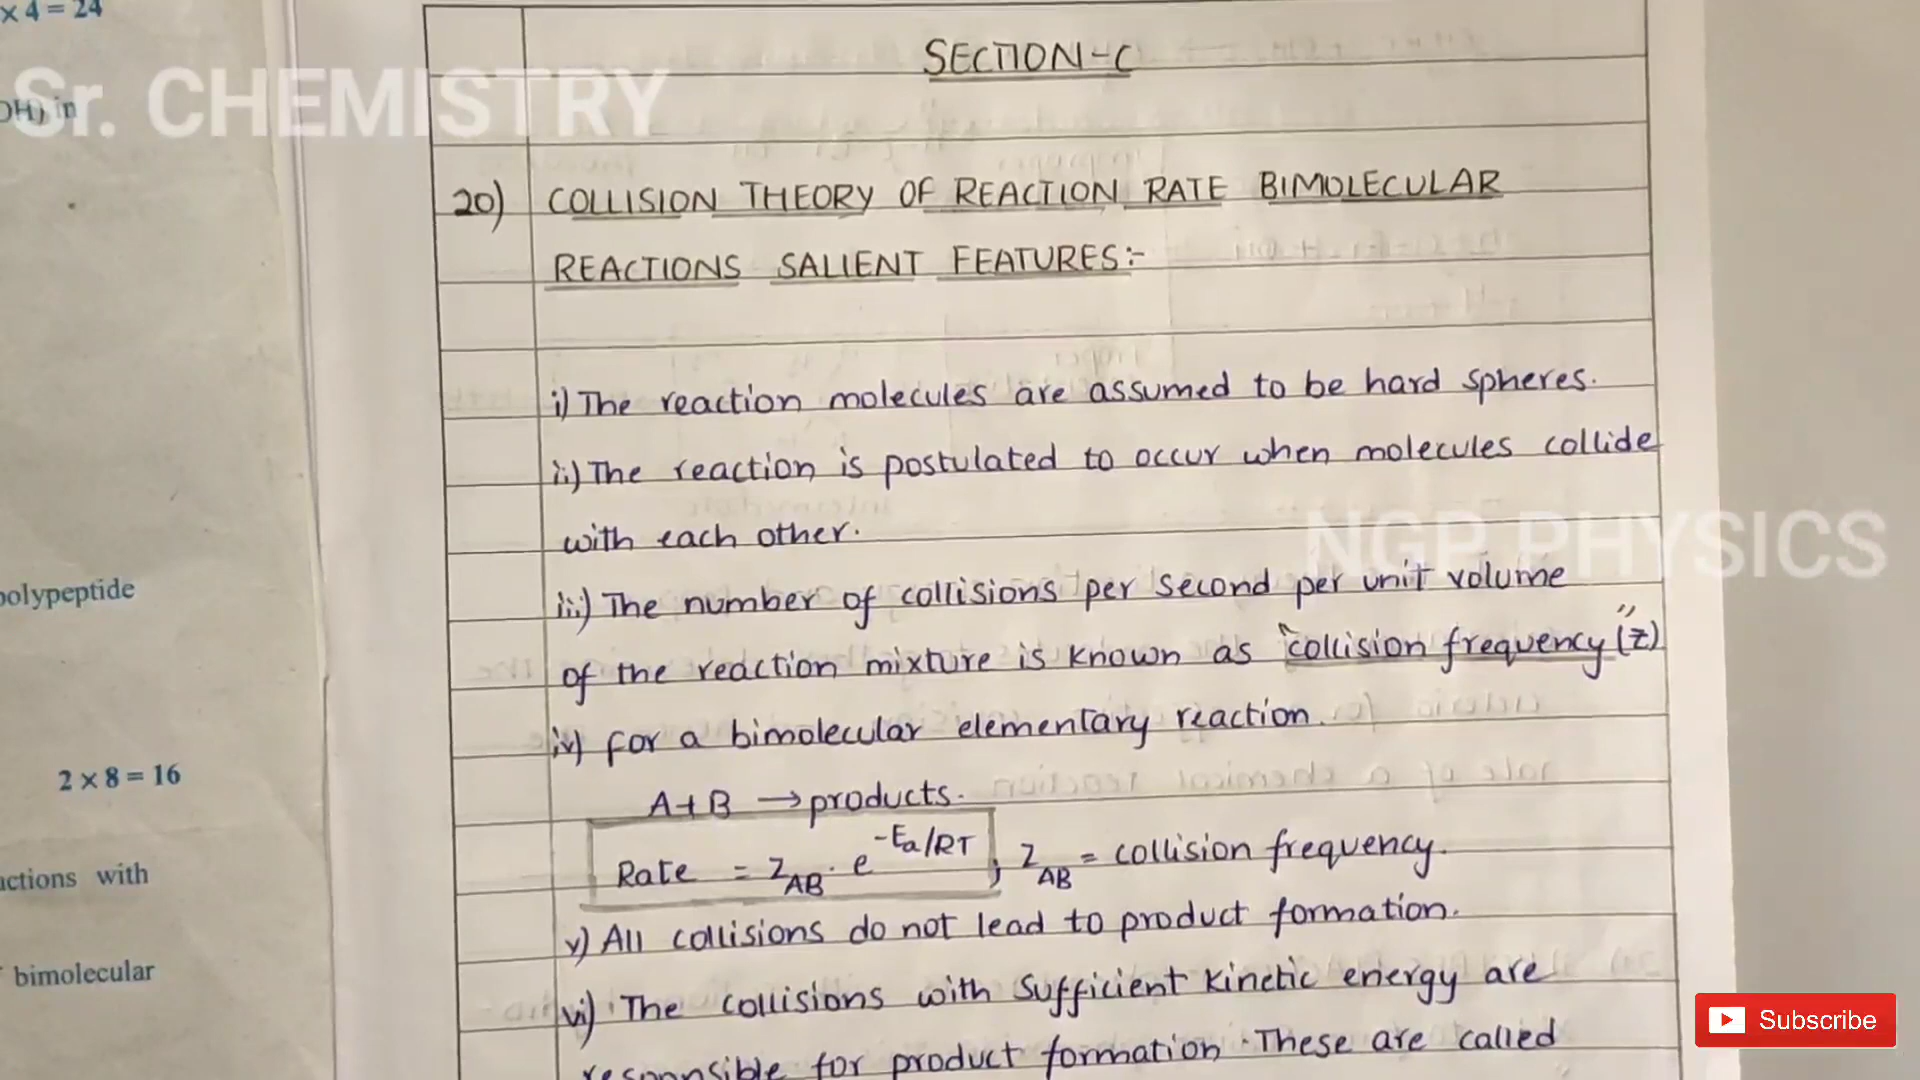 × 4 = 24
Sr. CHEMISTRY
OH) in
polypeptide
2 × 8 = 16
actions with
bimolecular
SECTION-C
20) COLLISION THEORY OF REACTION RATE BIMOLECULAR
REACTIONS SALIENT FEATURES:-
i) The reaction molecules are assumed to be hard spheres.
ii) The reaction is postulated to occur when molecules collide
with each other.
iii) The number of collisions per second per unit volume
of the reaction mixture is known as "collision frequency (z)"
iv) for a bimolecular elementary reaction.
A+B → products.
Rate = Z_AB · e^-Ea/RT ; Z_AB = collision frequency.
v) All collisions do not lead to product formation.
vi) The collisions with sufficient kinetic energy are
responsible for product formation. These are called
NGP PHYSICS
Subscribe